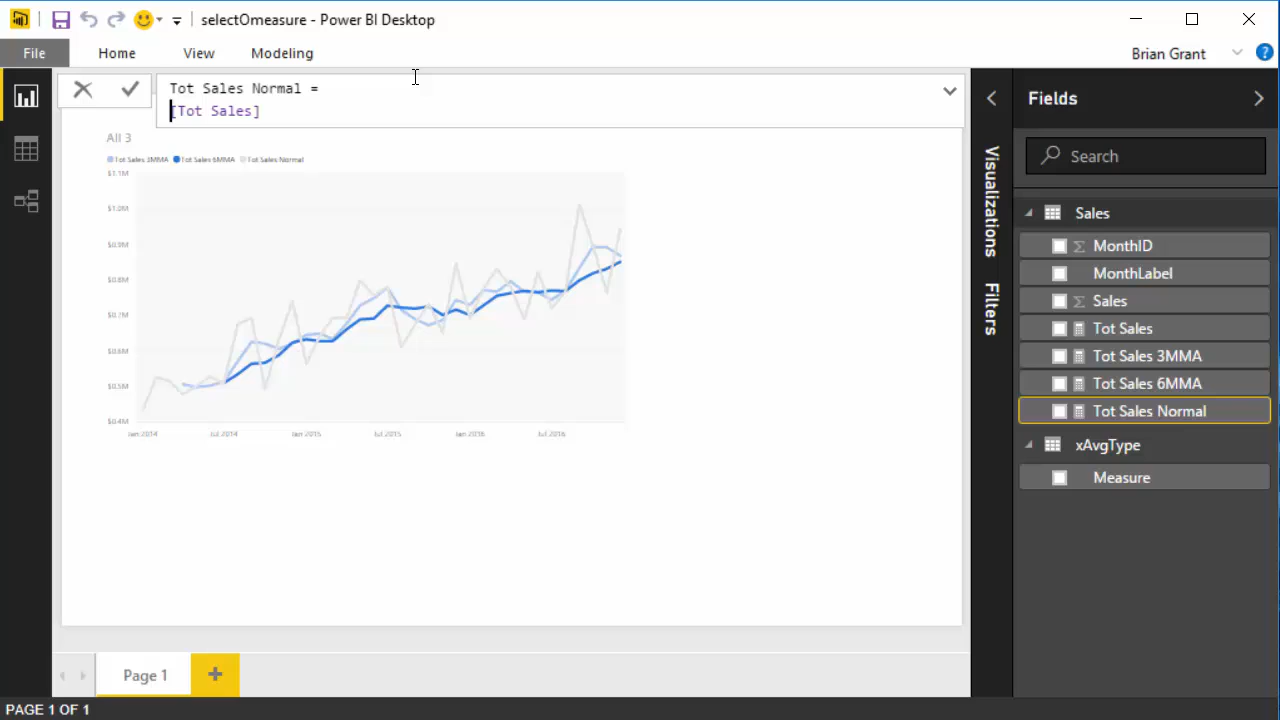 selectOmeasure - Power BI Desktop
File Home View Modeling Brian Grant ?
Tot Sales Normal =
[Tot Sales]
All 3
Tot Sales 3MMA Tot Sales 6MMA Tot Sales Normal
$1.1M
$1.0M
$0.9M
$0.8M
$0.7M
$0.6M
$0.5M
$0.4M
Jan 2014 Jul 2014 Jan 2015 Jul 2015 Jan 2016 Jul 2016
Visualizations
Filters
Fields
Search
Sales
Σ MonthID
MonthLabel
Σ Sales
Tot Sales
Tot Sales 3MMA
Tot Sales 6MMA
Tot Sales Normal
xAvgType
Measure
Page 1 +
PAGE 1 OF 1